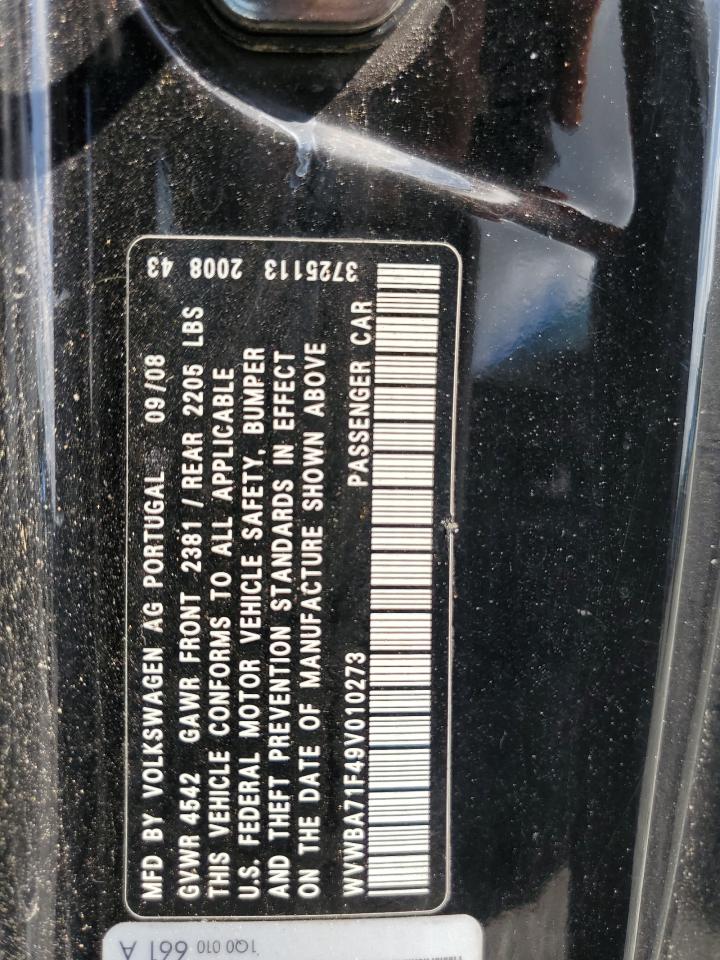 MFD BY VOLKSWAGEN AG PORTUGAL 09/08
GVWR 4542 GAWR FRONT 2381 / REAR 2205 LBS
THIS VEHICLE CONFORMS TO ALL APPLICABLE
U.S. FEDERAL MOTOR VEHICLE SAFETY, BUMPER
AND THEFT PREVENTION STANDARDS IN EFFECT
ON THE DATE OF MANUFACTURE SHOWN ABOVE
WVWBA71F49V010273 PASSENGER CAR
3725113 2008 43
1Q0 010 661 A